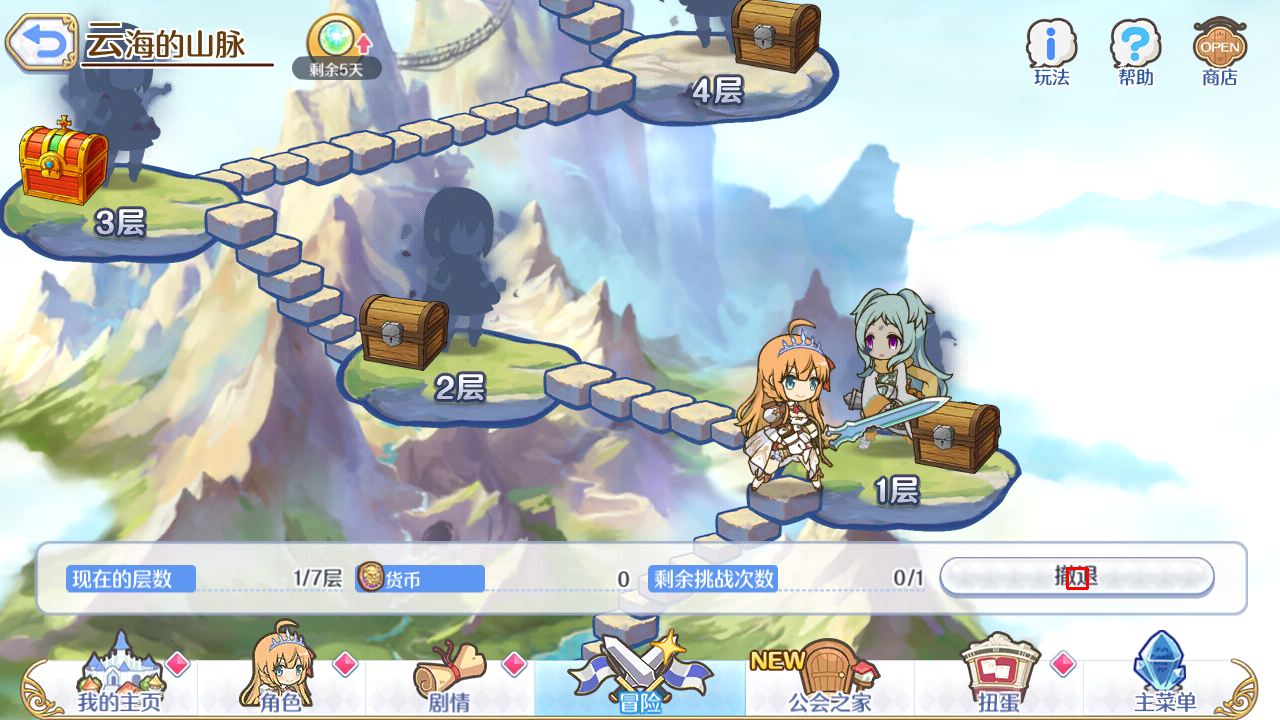 云海的山脉
剩余5天
玩法
帮助
OPEN
商店
4层
3层
2层
1层
现在的层数
1/7层
货币
0
剩余挑战次数
0/1
撤退
我的主页
角色
剧情
冒险
NEW
公会之家
扭蛋
主菜单